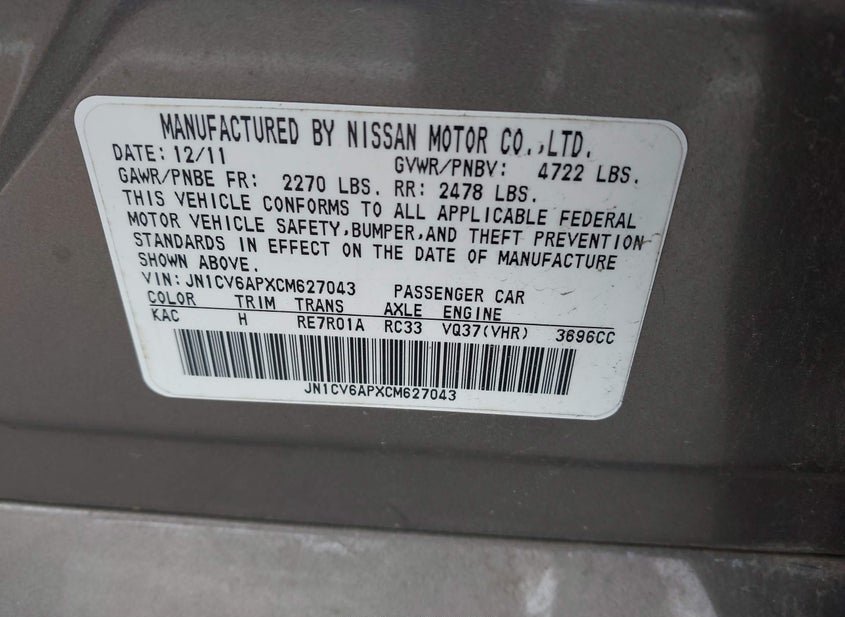 MANUFACTURED BY NISSAN MOTOR CO.,LTD.
DATE: 12/11 GVWR/PNBV: 4722 LBS.
GAWR/PNBE FR: 2270 LBS. RR: 2478 LBS.
THIS VEHICLE CONFORMS TO ALL APPLICABLE FEDERAL
MOTOR VEHICLE SAFETY,BUMPER,AND THEFT PREVENTION
STANDARDS IN EFFECT ON THE DATE OF MANUFACTURE
SHOWN ABOVE.
VIN: JN1CV6APXCM627043 PASSENGER CAR
COLOR TRIM TRANS AXLE ENGINE
KAC H RE7R01A RC33 VQ37(VHR) 3696CC
JN1CV6APXCM627043